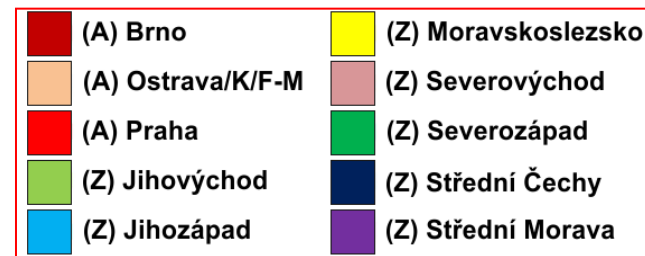 (A) Brno
(A) Ostrava/K/F-M
(A) Praha
(Z) Jihovýchod
(Z) Jihozápad
(Z) Moravskoslezsko
(Z) Severovýchod
(Z) Severozápad
(Z) Střední Čechy
(Z) Střední Morava